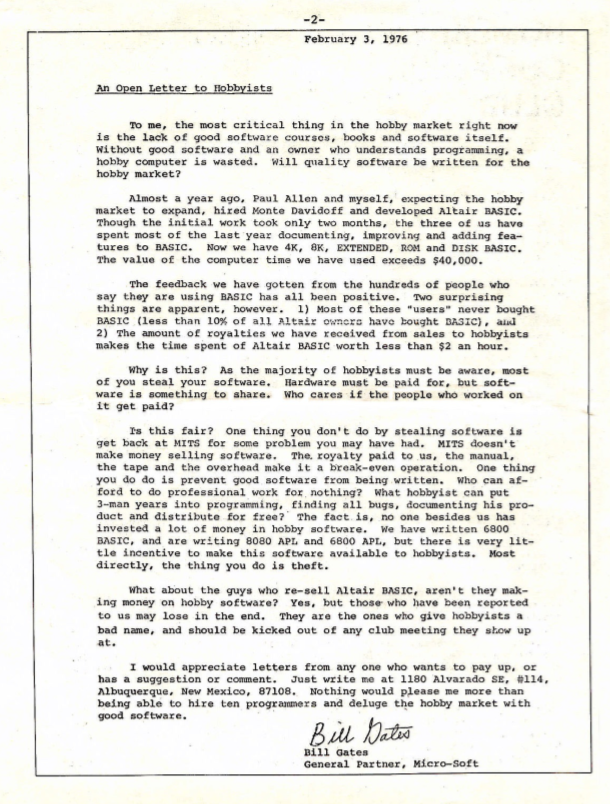 -2-
February 3, 1976
An Open Letter to Hobbyists
To me, the most critical thing in the hobby market right now
is the lack of good software courses, books and software itself.
Without good software and an owner who understands programming, a
hobby computer is wasted. Will quality software be written for the
hobby market?
Almost a year ago, Paul Allen and myself, expecting the hobby
market to expand, hired Monte Davidoff and developed Altair BASIC.
Though the initial work took only two months, the three of us have
spent most of the last year documenting, improving and adding fea-
tures to BASIC. Now we have 4K, 8K, EXTENDED, ROM and DISK BASIC.
The value of the computer time we have used exceeds $40,000.
The feedback we have gotten from the hundreds of people who
say they are using BASIC has all been positive. Two surprising
things are apparent, however. 1) Most of these "users" never bought
BASIC (less than 10% of all Altair owners have bought BASIC), and
2) The amount of royalties we have received from sales to hobbyists
makes the time spent of Altair BASIC worth less than $2 an hour.
Why is this? As the majority of hobbyists must be aware, most
of you steal your software. Hardware must be paid for, but soft-
ware is something to share. Who cares if the people who worked on
it get paid?
Is this fair? One thing you don't do by stealing software is
get back at MITS for some problem you may have had. MITS doesn't
make money selling software. The royalty paid to us, the manual,
the tape and the overhead make it a break-even operation. One thing
you do do is prevent good software from being written. Who can af-
ford to do professional work for nothing? What hobbyist can put
3-man years into programming, finding all bugs, documenting his pro-
duct and distribute for free? The fact is, no one besides us has
invested a lot of money in hobby software. We have written 6800
BASIC, and are writing 8080 APL and 6800 APL, but there is very lit-
tle incentive to make this software available to hobbyists. Most
directly, the thing you do is theft.
What about the guys who re-sell Altair BASIC, aren't they mak-
ing money on hobby software? Yes, but those who have been reported
to us may lose in the end. They are the ones who give hobbyists a
bad name, and should be kicked out of any club meeting they show up
at.
I would appreciate letters from any one who wants to pay up, or
has a suggestion or comment. Just write me at 1180 Alvarado SE, #114,
Albuquerque, New Mexico, 87108. Nothing would please me more than
being able to hire ten programmers and deluge the hobby market with
good software.
Bill Gates
Bill Gates
General Partner, Micro-Soft